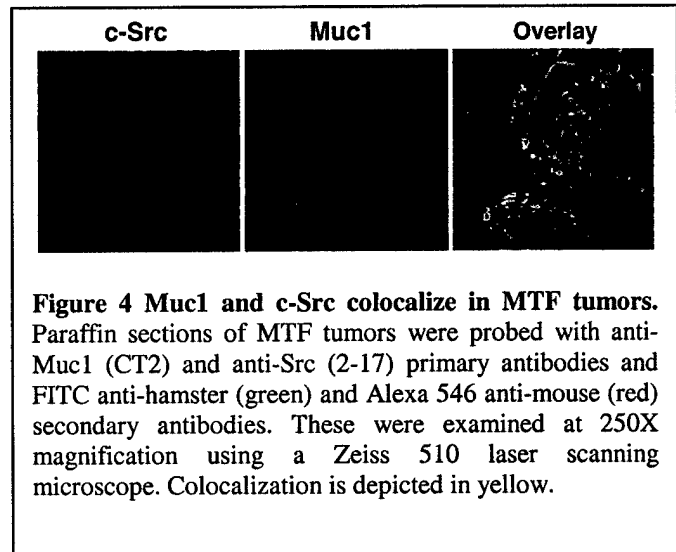 c-Src Muc1 Overlay
Figure 4 Muc1 and c-Src colocalize in MTF tumors.
Paraffin sections of MTF tumors were probed with anti-
Muc1 (CT2) and anti-Src (2-17) primary antibodies and
FITC anti-hamster (green) and Alexa 546 anti-mouse (red)
secondary antibodies. These were examined at 250X
magnification using a Zeiss 510 laser scanning
microscope. Colocalization is depicted in yellow.